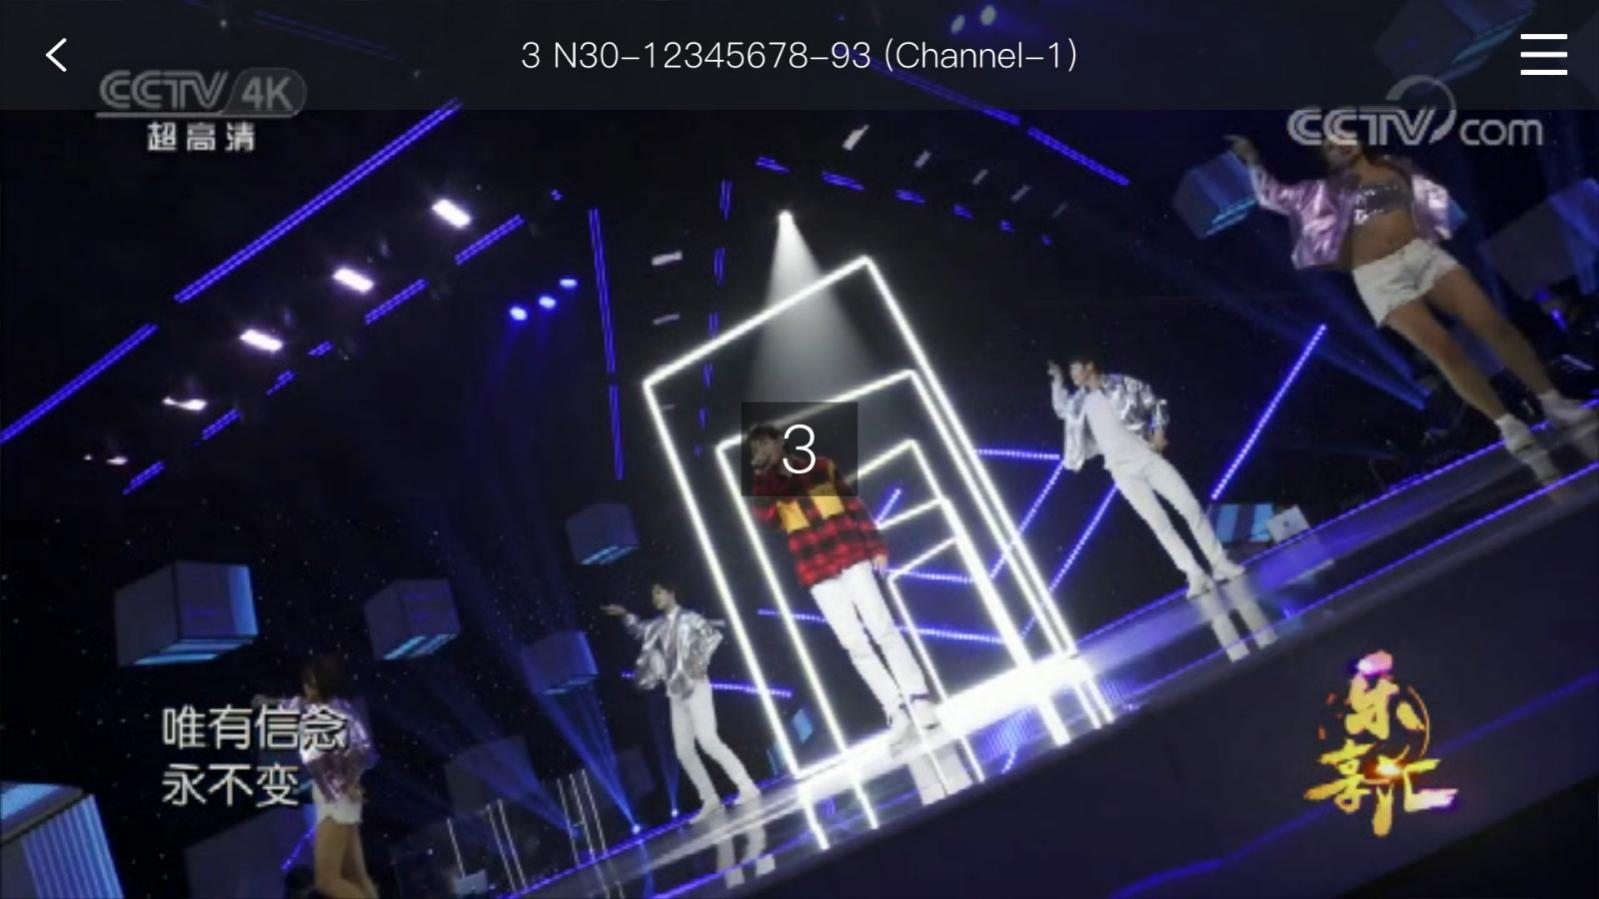 3 N30-12345678-93 (Channel-1)
CCTV/4K
超高清
CCTV.com
3
唯有信念
永不变
乐
享汇